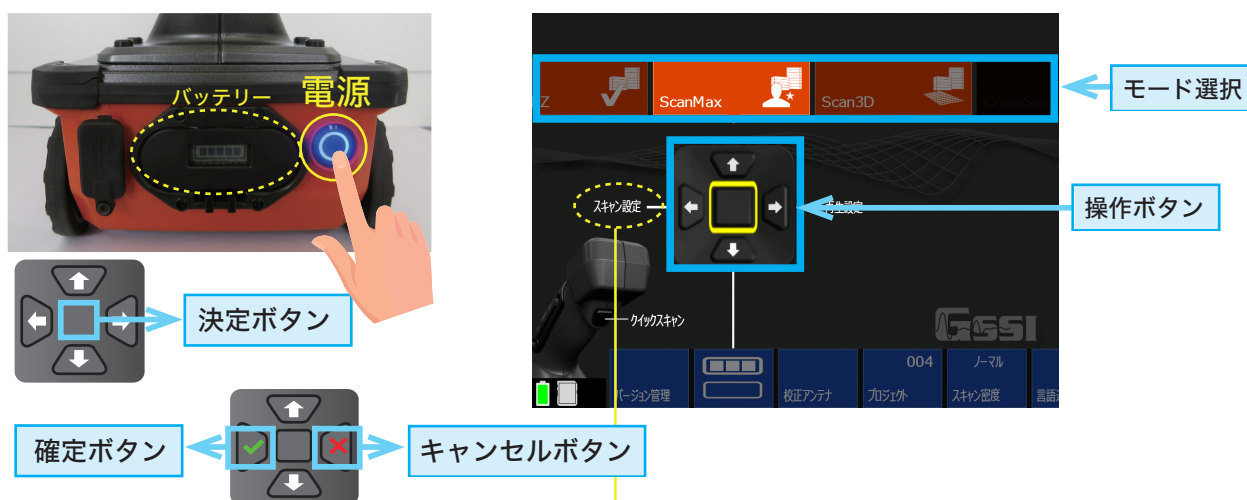 バッテリー
電源
決定ボタン
確定ボタン
キャンセルボタン
Z
ScanMax
Scan3D
モード選択
スキャン設定
生設定
操作ボタン
クイックスキャン
GSSI
バージョン管理
校正アンテナ
004
プロジェクト
ノーマル
スキャン密度